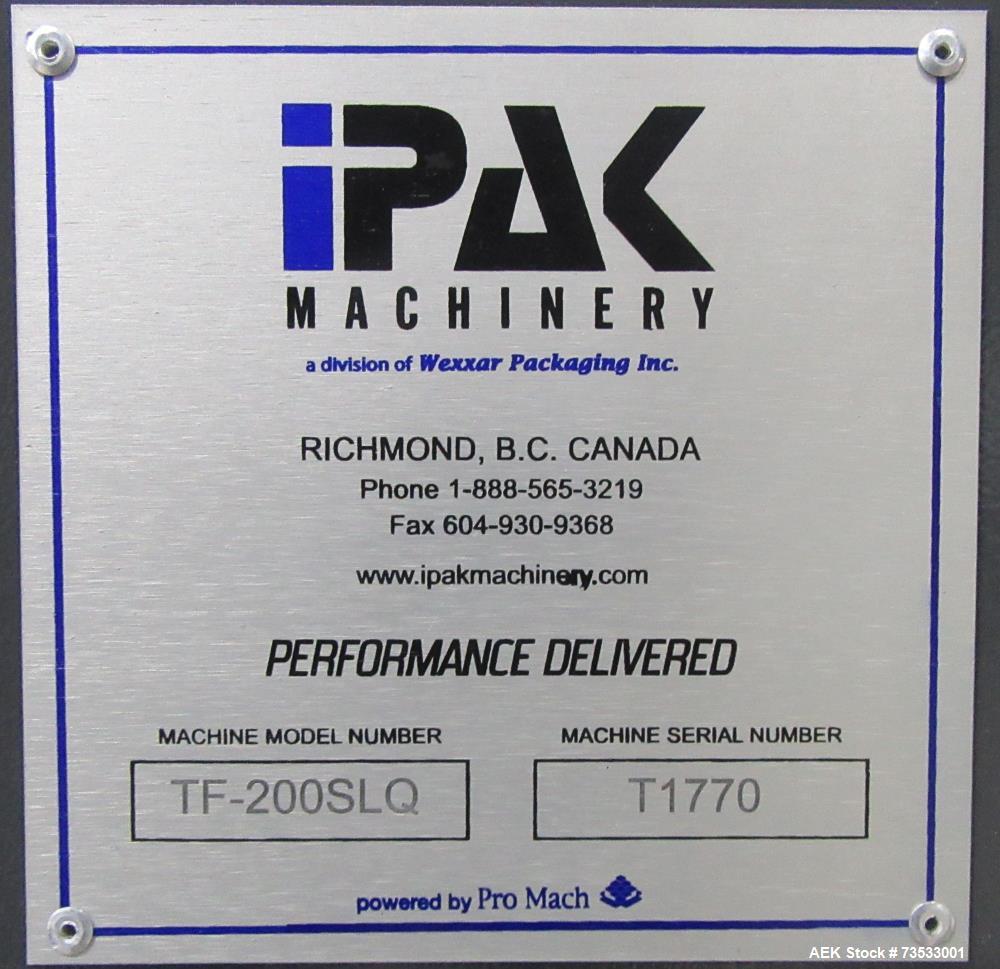 iPAK
MACHINERY
a division of Wexxar Packaging Inc.
RICHMOND, B.C. CANADA
Phone 1-888-565-3219
Fax 604-930-9368
www.ipakmachinery.com
PERFORMANCE DELIVERED
MACHINE MODEL NUMBER MACHINE SERIAL NUMBER
TF-200SLQ T1770
powered by Pro Mach
AEK Stock # 73533001